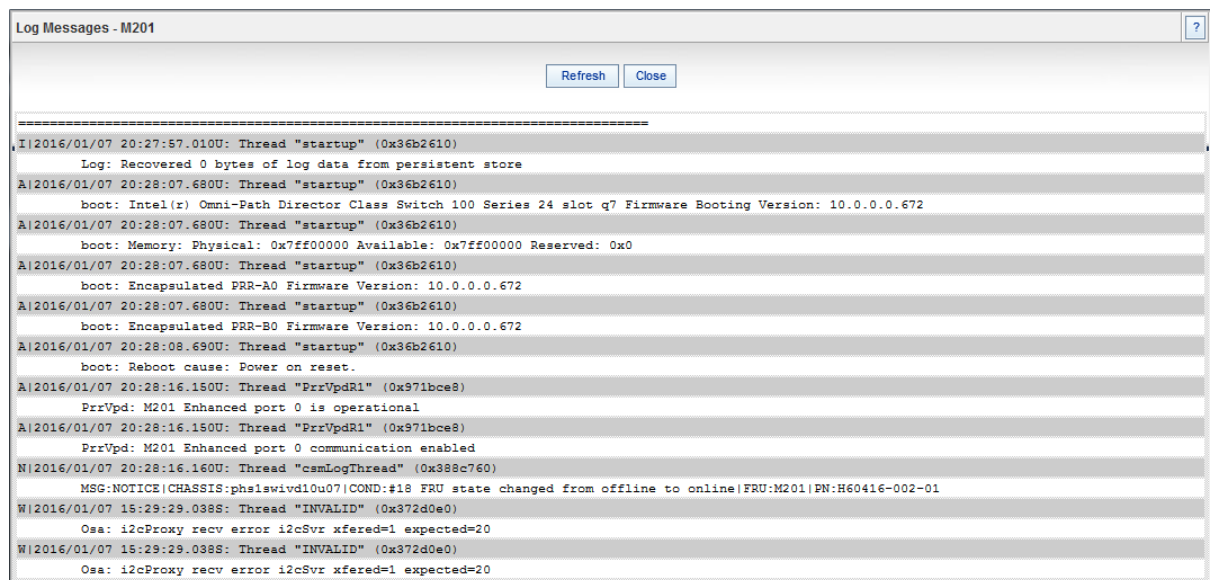 Log Messages - M201
?
Refresh Close
================================================================================
I|2016/01/07 20:27:57.010U: Thread "startup" (0x36b2610)
Log: Recovered 0 bytes of log data from persistent store
A|2016/01/07 20:28:07.680U: Thread "startup" (0x36b2610)
boot: Intel(r) Omni-Path Director Class Switch 100 Series 24 slot q7 Firmware Booting Version: 10.0.0.0.672
A|2016/01/07 20:28:07.680U: Thread "startup" (0x36b2610)
boot: Memory: Physical: 0x7ff00000 Available: 0x7ff00000 Reserved: 0x0
A|2016/01/07 20:28:07.680U: Thread "startup" (0x36b2610)
boot: Encapsulated PRR-A0 Firmware Version: 10.0.0.0.672
A|2016/01/07 20:28:07.680U: Thread "startup" (0x36b2610)
boot: Encapsulated PRR-B0 Firmware Version: 10.0.0.0.672
A|2016/01/07 20:28:08.690U: Thread "startup" (0x36b2610)
boot: Reboot cause: Power on reset.
A|2016/01/07 20:28:16.150U: Thread "PrrVpdR1" (0x971bce8)
PrrVpd: M201 Enhanced port 0 is operational
A|2016/01/07 20:28:16.150U: Thread "PrrVpdR1" (0x971bce8)
PrrVpd: M201 Enhanced port 0 communication enabled
N|2016/01/07 20:28:16.160U: Thread "csmLogThread" (0x388c760)
MSG:NOTICE|CHASSIS:phs1swivd10u07|COND:#18 FRU state changed from offline to online|FRU:M201|PN:H60416-002-01
W|2016/01/07 15:29:29.038S: Thread "INVALID" (0x372d0e0)
Osa: i2cProxy recv error i2cSvr xfered=1 expected=20
W|2016/01/07 15:29:29.038S: Thread "INVALID" (0x372d0e0)
Osa: i2cProxy recv error i2cSvr xfered=1 expected=20